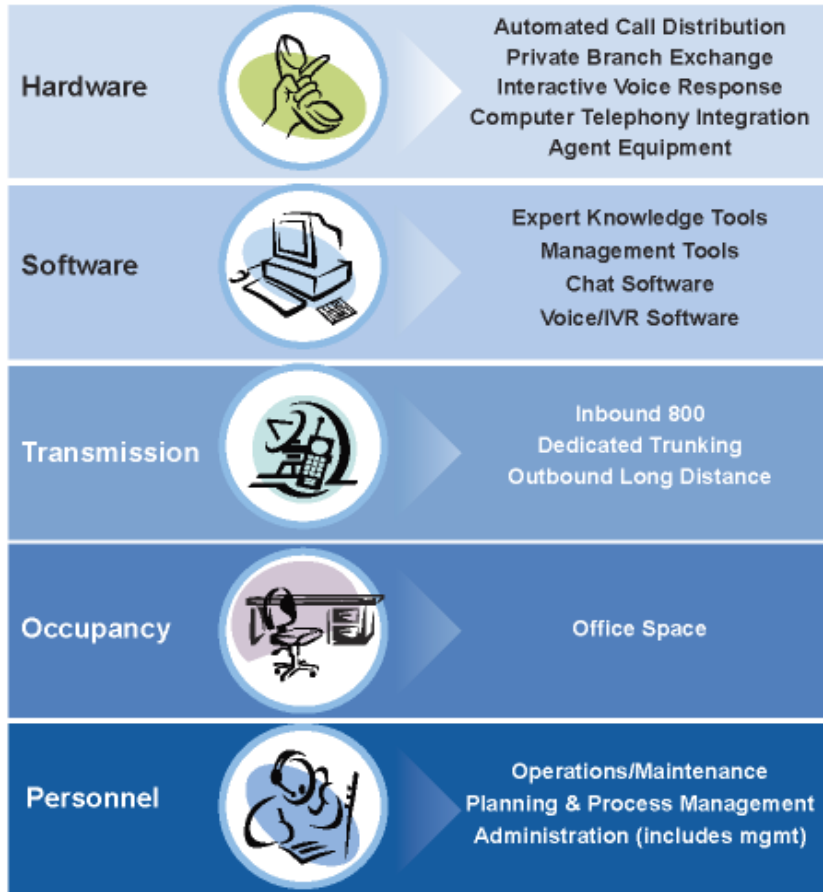 Hardware
Automated Call Distribution
Private Branch Exchange
Interactive Voice Response
Computer Telephony Integration
Agent Equipment
Software
Expert Knowledge Tools
Management Tools
Chat Software
Voice/IVR Software
Transmission
Inbound 800
Dedicated Trunking
Outbound Long Distance
Occupancy
Office Space
Personnel
Operations/Maintenance
Planning & Process Management
Administration (includes mgmt)